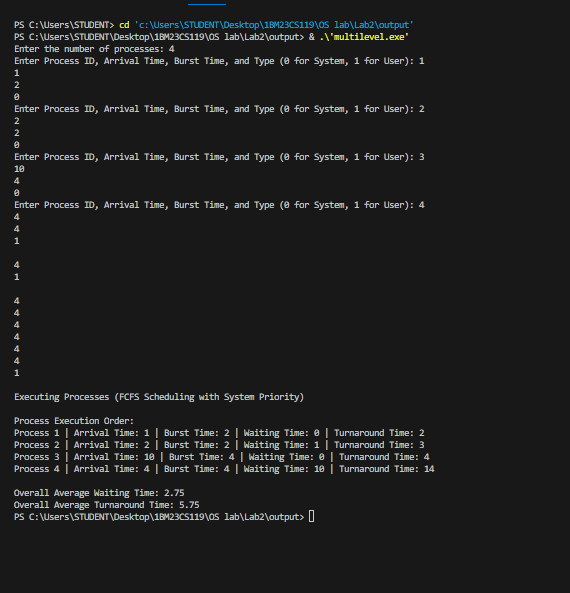 PS C:\Users\STUDENT> cd 'c:\Users\STUDENT\Desktop\1BM23CS119\OS lab\Lab2\output'
PS C:\Users\STUDENT\Desktop\1BM23CS119\OS lab\Lab2\output> & .\'multilevel.exe'
Enter the number of processes: 4
Enter Process ID, Arrival Time, Burst Time, and Type (0 for System, 1 for User): 1
1
2
0
Enter Process ID, Arrival Time, Burst Time, and Type (0 for System, 1 for User): 2
2
2
0
Enter Process ID, Arrival Time, Burst Time, and Type (0 for System, 1 for User): 3
10
4
0
Enter Process ID, Arrival Time, Burst Time, and Type (0 for System, 1 for User): 4
4
4
1
4
1
4
4
4
4
4
4
1
Executing Processes (FCFS Scheduling with System Priority)
Process Execution Order:
Process 1 | Arrival Time: 1 | Burst Time: 2 | Waiting Time: 0 | Turnaround Time: 2
Process 2 | Arrival Time: 2 | Burst Time: 2 | Waiting Time: 1 | Turnaround Time: 3
Process 3 | Arrival Time: 10 | Burst Time: 4 | Waiting Time: 0 | Turnaround Time: 4
Process 4 | Arrival Time: 4 | Burst Time: 4 | Waiting Time: 10 | Turnaround Time: 14
Overall Average Waiting Time: 2.75
Overall Average Turnaround Time: 5.75
PS C:\Users\STUDENT\Desktop\1BM23CS119\OS lab\Lab2\output>